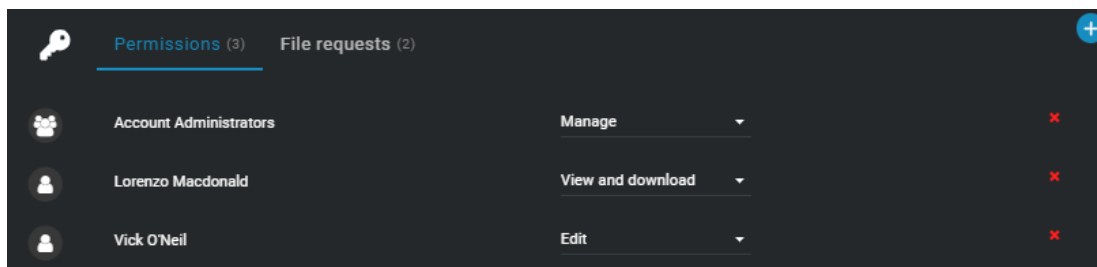 Permissions (3) File requests (2)
Account Administrators Manage
Lorenzo Macdonald View and download
Vick O'Neil Edit